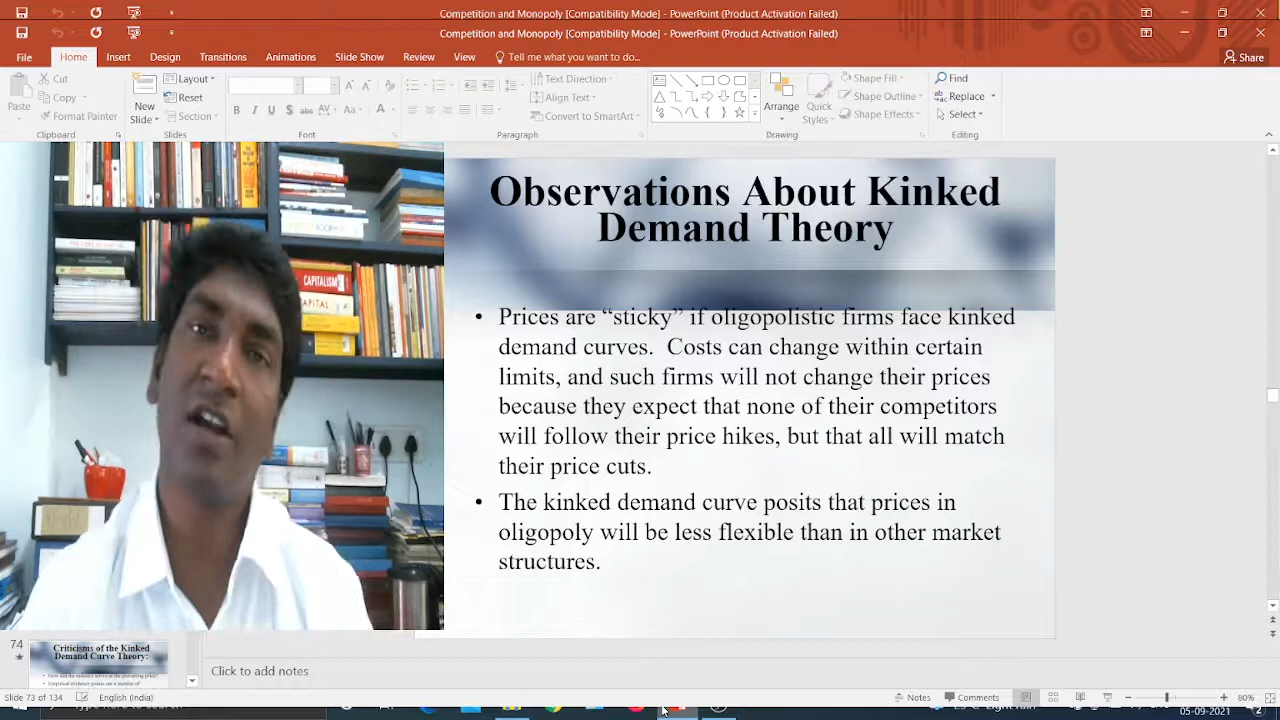 Competition and Monopoly [Compatibility Mode] - PowerPoint (Product Activation Failed)
Competition and Monopoly [Compatibility Mode] - PowerPoint (Product Activation Failed)
File Home Insert Design Transitions Animations Slide Show Review View Tell me what you want to do... Share
Paste Cut Copy Format Painter
New Slide Layout Reset Section
B I U S abc AV Aa A
Text Direction Align Text Convert to SmartArt
Arrange Quick Styles Shape Fill Shape Outline Shape Effects
Find Replace Select
Clipboard Slides Font Paragraph Drawing Editing
CAPITALISM
CAPITAL
Observations About Kinked
Demand Theory
• Prices are “sticky” if oligopolistic firms face kinked
demand curves. Costs can change within certain
limits, and such firms will not change their prices
because they expect that none of their competitors
will follow their price hikes, but that all will match
their price cuts.
• The kinked demand curve posits that prices in
oligopoly will be less flexible than in other market
structures.
74
Criticisms of the Kinked
Demand Curve Theory:
Click to add notes
Slide 73 of 134 English (India) Notes Comments 80%
05-09-2021